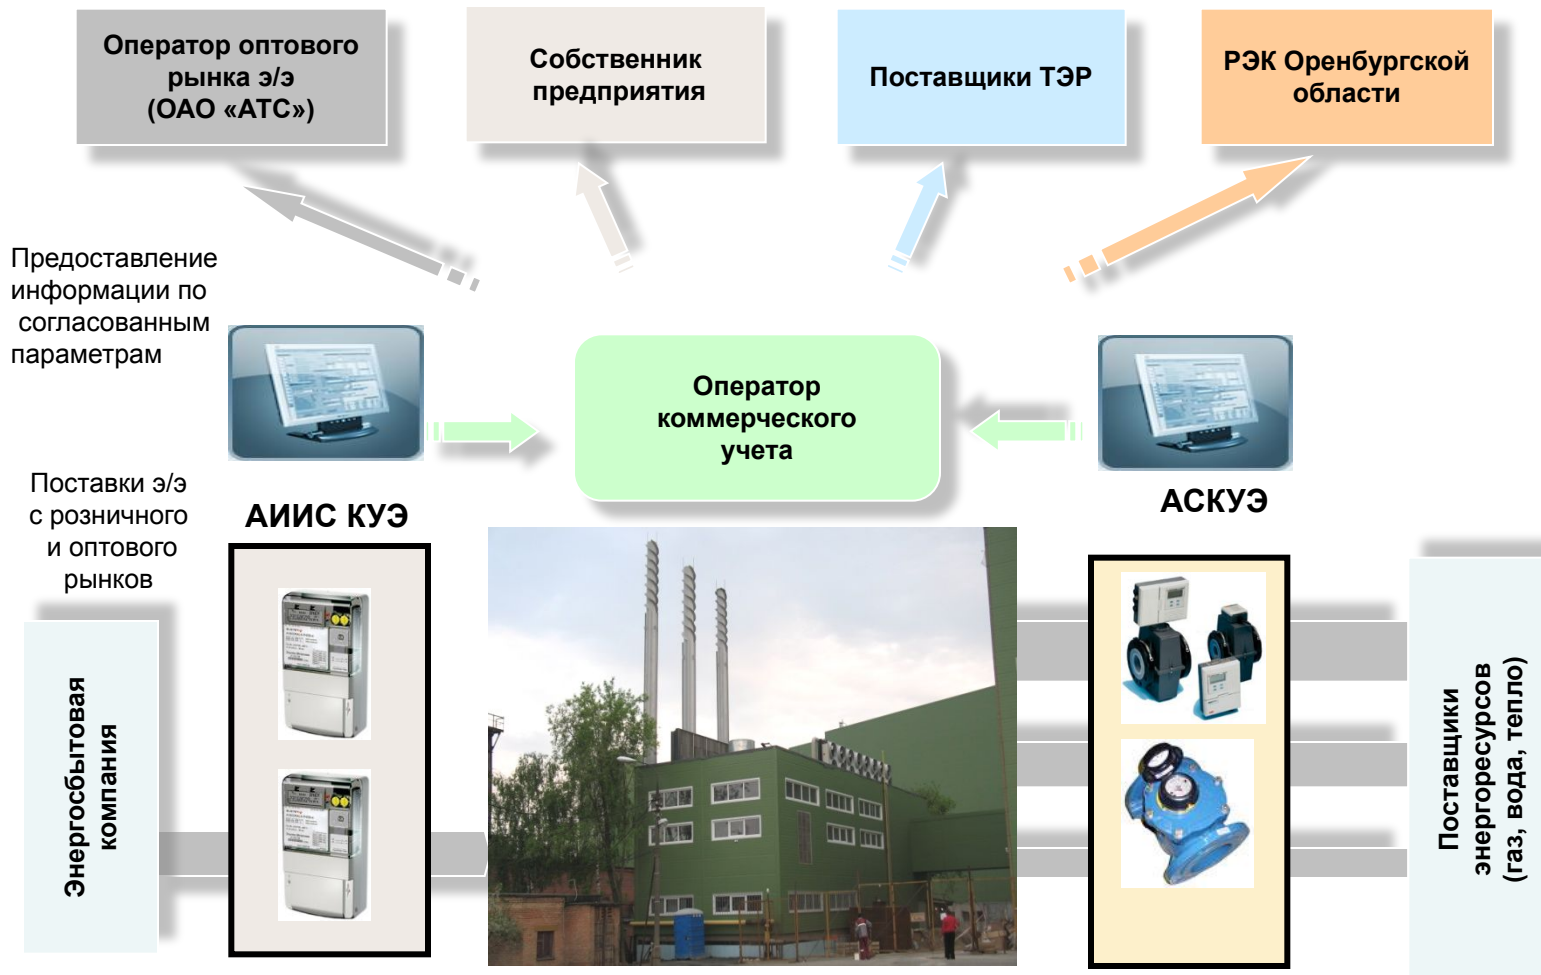 Оператор оптового
рынка э/э
(ОАО «АТС»)
Собственник
предприятия
Поставщики ТЭР
РЭК Оренбургской
области
Предоставление
информации по
согласованным
параметрам
Оператор
коммерческого
учета
Поставки э/э
с розничного
и оптового
рынков
АИИС КУЭ
АСКУЭ
Энергосбытовая
компания
Поставщики
энергоресурсов
(газ, вода, тепло)